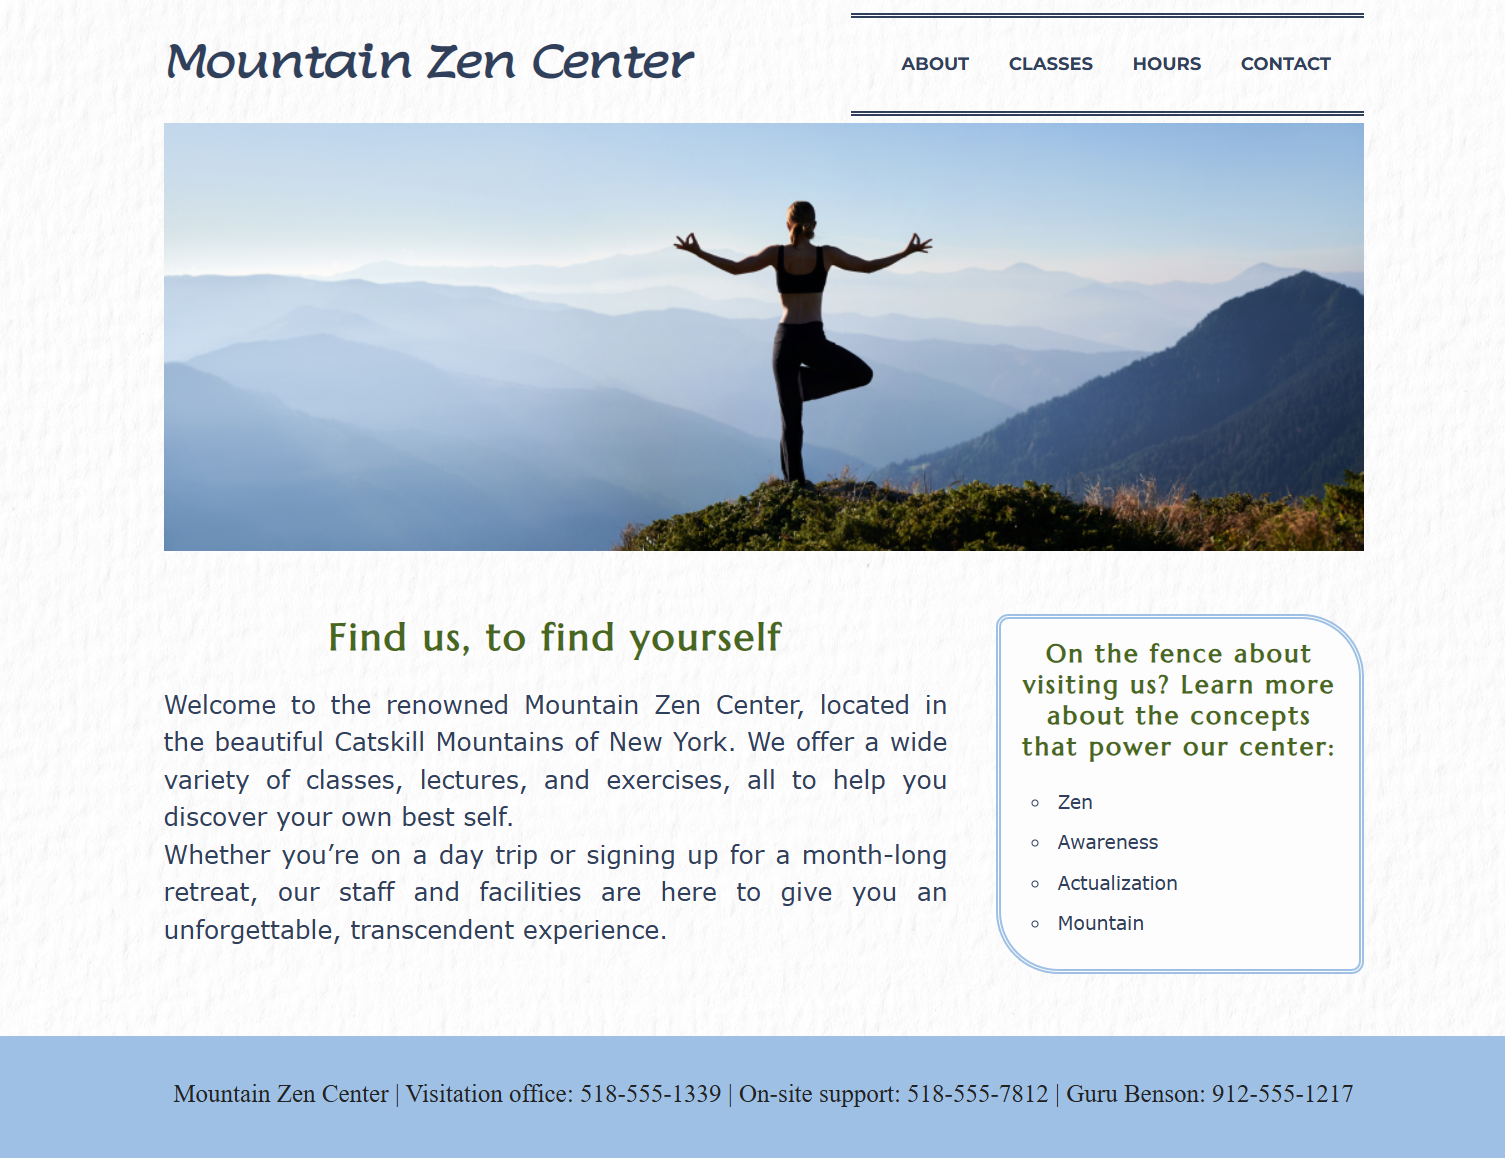 Mountain Zen Center
ABOUT CLASSES HOURS CONTACT
Find us, to find yourself
Welcome to the renowned Mountain Zen Center, located in
the beautiful Catskill Mountains of New York. We offer a wide
variety of classes, lectures, and exercises, all to help you
discover your own best self.
Whether you’re on a day trip or signing up for a month-long
retreat, our staff and facilities are here to give you an
unforgettable, transcendent experience.
On the fence about
visiting us? Learn more
about the concepts
that power our center:
Zen
Awareness
Actualization
Mountain
Mountain Zen Center | Visitation office: 518-555-1339 | On-site support: 518-555-7812 | Guru Benson: 912-555-1217